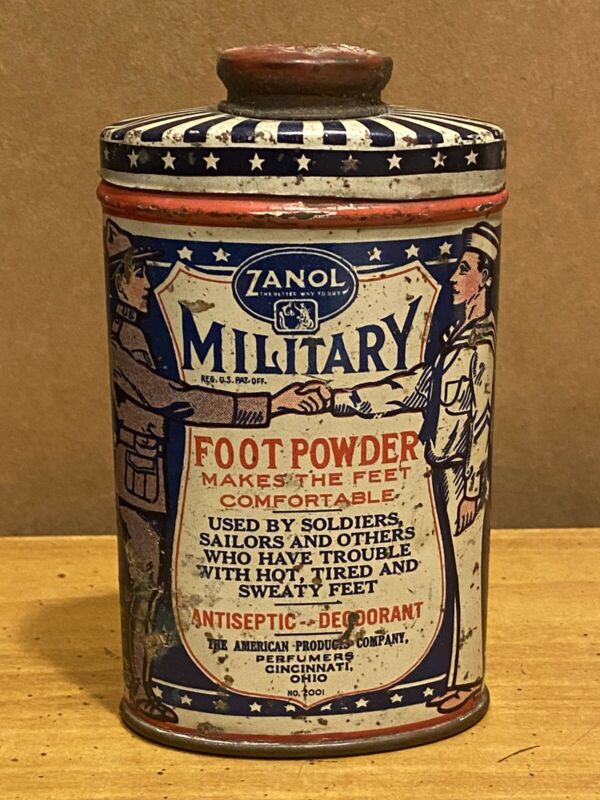 ZANOL
THE BETTER WAY TO BUY
MILITARY
REG. U.S. PAT. OFF.
US
FOOT POWDER
MAKES THE FEET
COMFORTABLE
USED BY SOLDIERS,
SAILORS AND OTHERS
WHO HAVE TROUBLE
WITH HOT, TIRED AND
SWEATY FEET
ANTISEPTIC--DEODORANT
THE AMERICAN PRODUCTS COMPANY,
PERFUMERS
CINCINNATI,
OHIO
NO. 2001